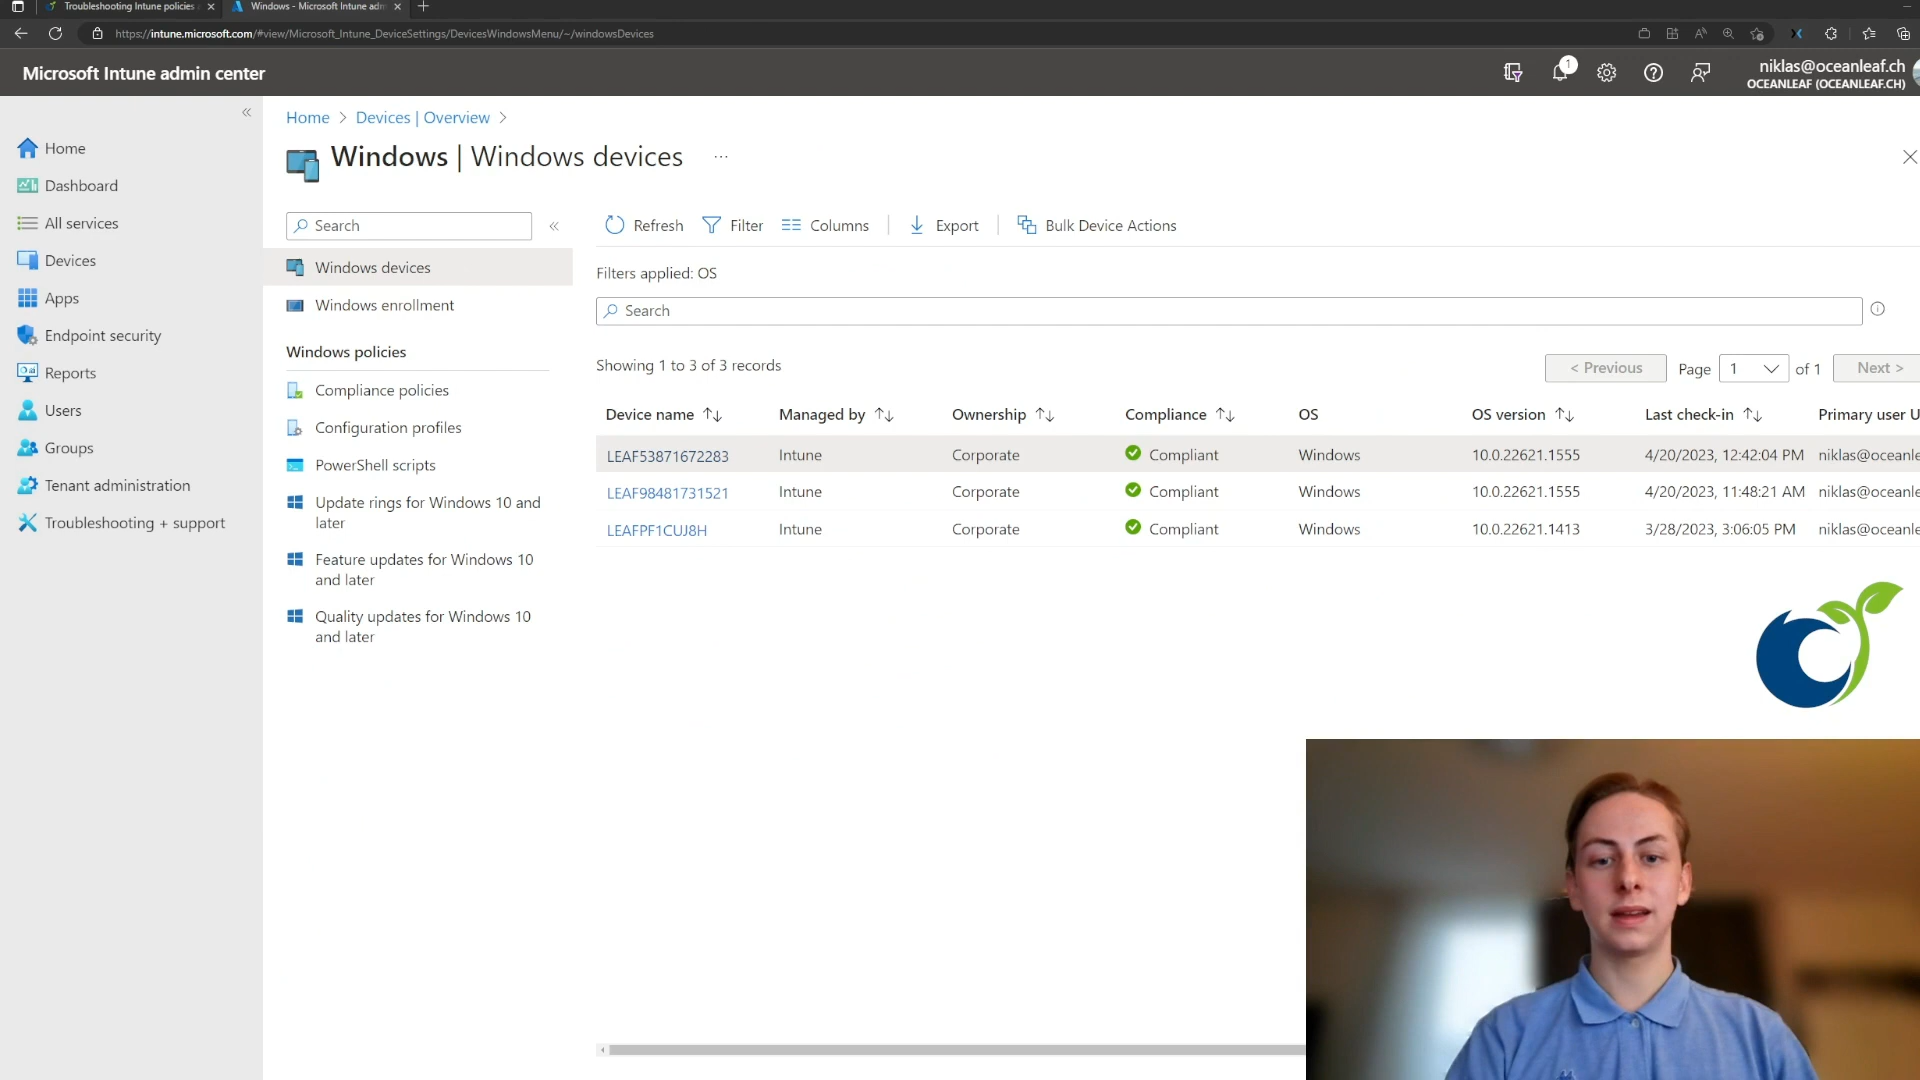 Troubleshooting Intune policies
Windows - Microsoft Intune adm
https://intune.microsoft.com/#view/Microsoft_Intune_DeviceSettings/DevicesWindowsMenu/~/windowsDevices
Microsoft Intune admin center
1
niklas@oceanleaf.ch
OCEANLEAF (OCEANLEAF.CH)
Home
Dashboard
All services
Devices
Apps
Endpoint security
Reports
Users
Groups
Tenant administration
Troubleshooting + support
Home > Devices | Overview >
Windows | Windows devices ...
Search
Windows devices
Windows enrollment
Windows policies
Compliance policies
Configuration profiles
PowerShell scripts
Update rings for Windows 10 and
later
Feature updates for Windows 10
and later
Quality updates for Windows 10
and later
Refresh Filter Columns Export Bulk Device Actions
Filters applied: OS
Search
Showing 1 to 3 of 3 records
< Previous Page 1 of 1 Next >
Device name Managed by Ownership Compliance OS OS version Last check-in Primary user U
LEAF53871672283 Intune Corporate Compliant Windows 10.0.22621.1555 4/20/2023, 12:42:04 PM niklas@oceanle
LEAF98481731521 Intune Corporate Compliant Windows 10.0.22621.1555 4/20/2023, 11:48:21 AM niklas@oceanle
LEAFPF1CUJ8H Intune Corporate Compliant Windows 10.0.22621.1413 3/28/2023, 3:06:05 PM niklas@oceanle